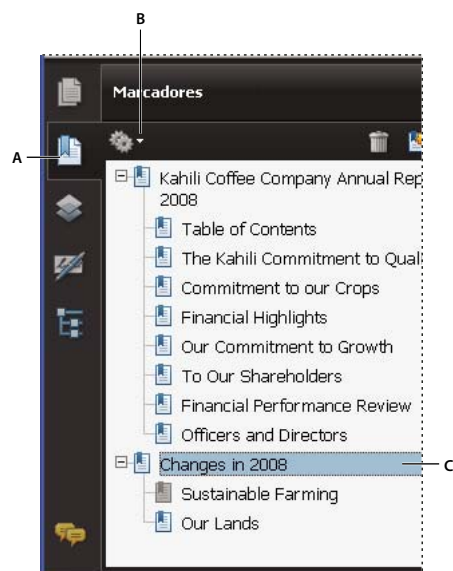 B
Marcadores
A
Kahili Coffee Company Annual Rep
2008
Table of Contents
The Kahili Commitment to Qual
Commitment to our Crops
Financial Highlights
Our Commitment to Growth
To Our Shareholders
Financial Performance Review
Officers and Directors
Changes in 2008
C
Sustainable Farming
Our Lands